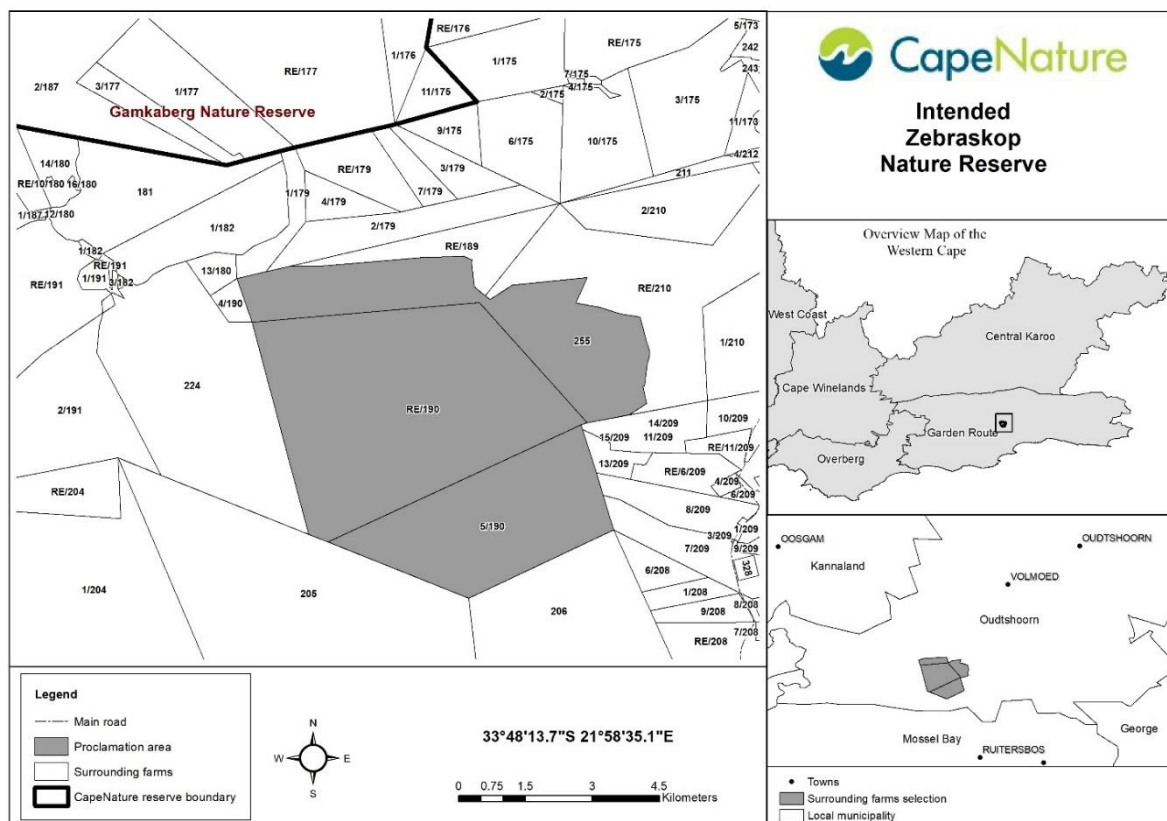 RE/176
5/173
1/176
1/175
RE/175
242
2/187
RE/177
243
3/177
1/177
7/175
4/175
11/175
2/175
3/175
Gamkaberg Nature Reserve
9/175
11/173
6/175
10/175
14/180
RE/179
3/179
4/212
211
RE/10/180
16/180
181
1/179
4/179
7/179
1/187
12/180
2/210
1/182
2/179
1/182
RE/189
RE/191
1/191
3/182
13/180
RE/191
RE/210
4/190
255
1/210
224
2/191
RE/190
14/209
10/209
15/209
11/209
RE/11/209
13/209
RE/6/209
4/209
6/209
RE/204
8/209
5/190
1/209
3/209
7/209
9/209
328
6/208
1/204
205
1/208
8/208
206
9/208
RE/208
7/208
Legend
Main road
Proclamation area
Surrounding farms
CapeNature reserve boundary
N
W
E
S
33°48'13.7"S 21°58'35.1"E
0 0.75 1.5 3 4.5
Kilometers
CapeNature
Intended
Zebraskop
Nature Reserve
Overview Map of the
Western Cape
West Coast
Central Karoo
Cape Winelands
Garden Route
Overberg
OOSGAM
OUDTSHOORN
Kannaland
VOLMOED
Oudtshoorn
George
Mossel Bay
RUITERSBOS
Towns
Surrounding farms selection
Local municipality